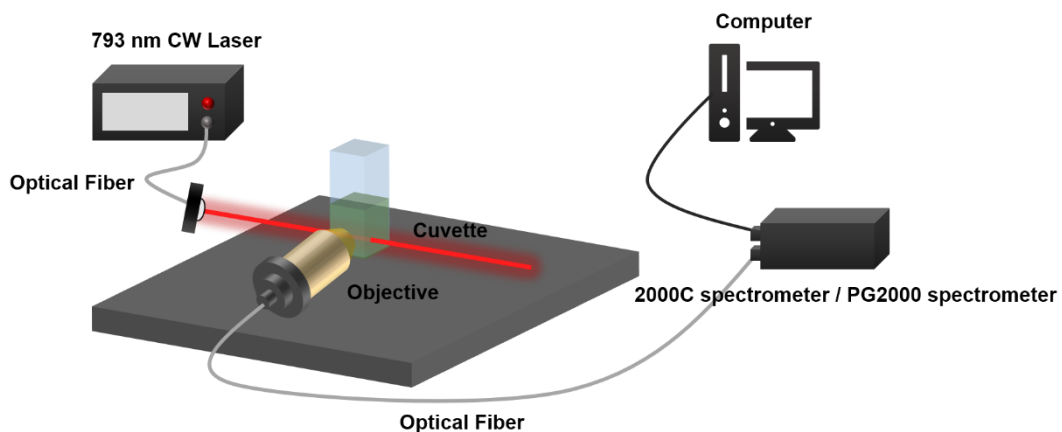 Computer
793 nm CW Laser
Optical Fiber
Cuvette
Objective
2000C spectrometer / PG2000 spectrometer
Optical Fiber